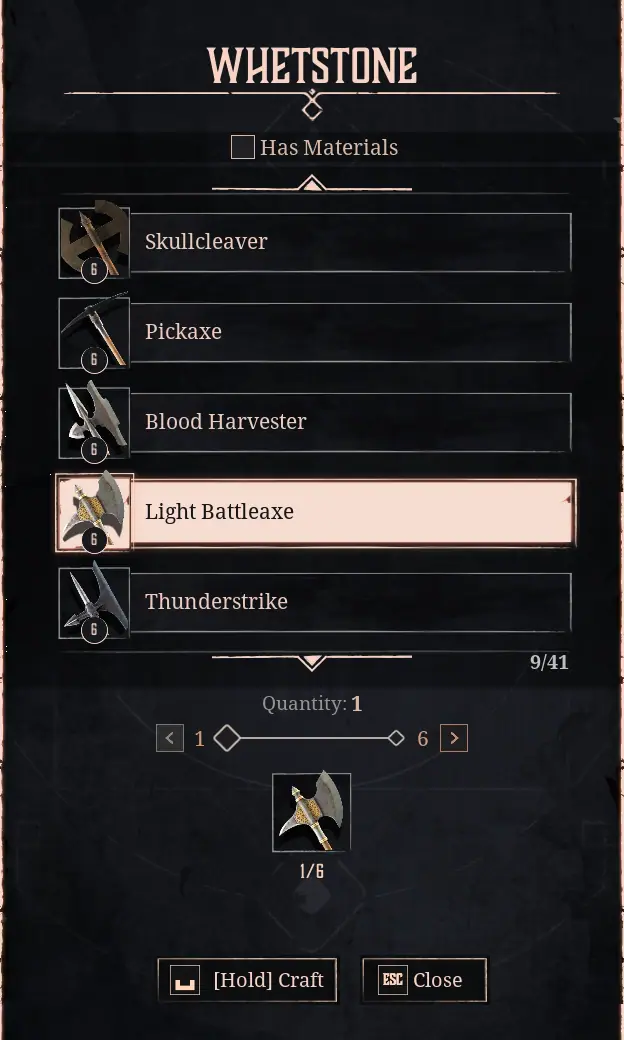 WHETSTONE
Has Materials
6 Skullcleaver
6 Pickaxe
6 Blood Harvester
6 Light Battleaxe
6 Thunderstrike
9/41
Quantity: 1
1 6
1/6
[Hold] Craft ESC Close